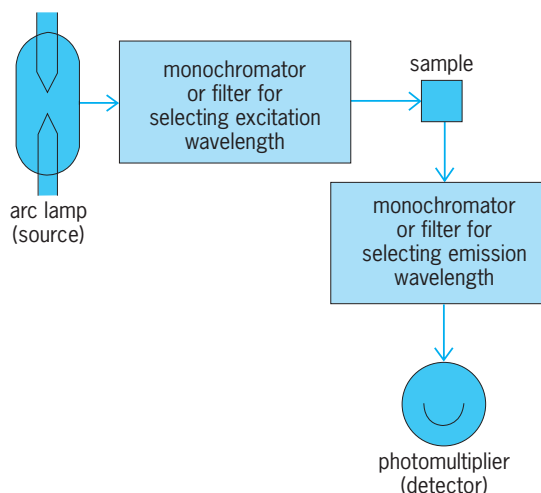 monochromator
or filter for
selecting excitation
wavelength
sample
arc lamp
(source)
monochromator
or filter for
selecting emission
wavelength
photomultiplier
(detector)